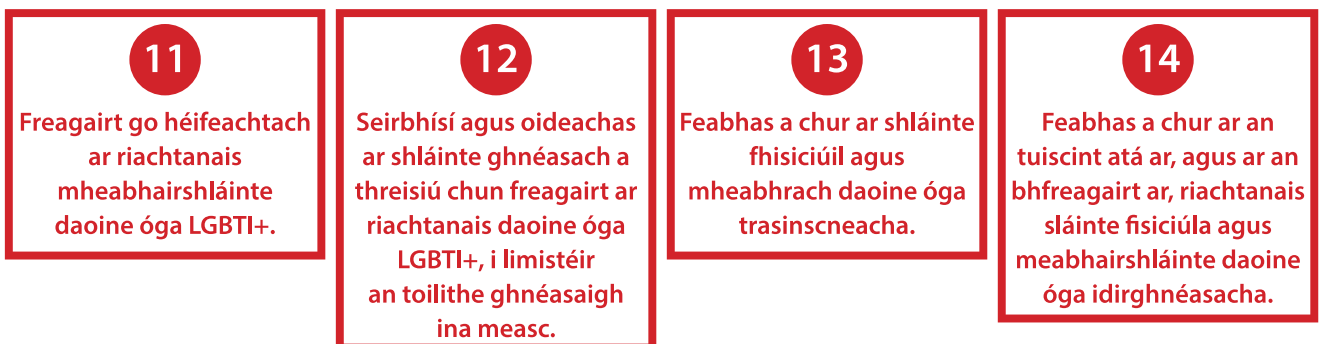 11
Freagairt go héifeachtach
ar riachtanais
mheabhairshláinte
daoine óga LGBTI+.
12
Seirbhísí agus oideachas
ar shláinte ghnéasach a
threisiú chun freagairt ar
riachtanais daoine óga
LGBTI+, i limistéir
an toilithe ghnéasaigh
ina measc.
13
Feabhas a chur ar shláinte
fhisiciúil agus
mheabhrach daoine óga
trasinscneacha.
14
Feabhas a chur ar an
tuiscint atá ar, agus ar an
bhfreagairt ar, riachtanais
sláinte fisiciúla agus
meabhairshláinte daoine
óga idirghnéasacha.